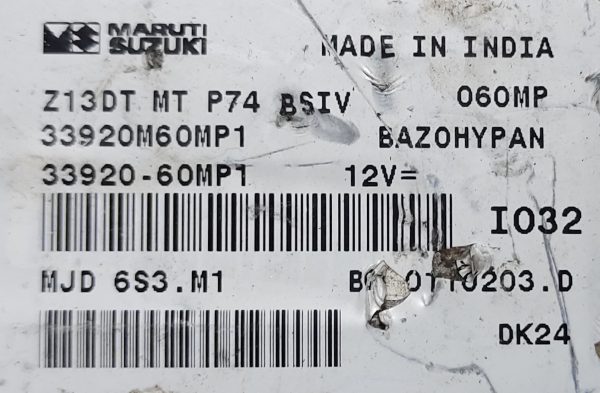 MARUTI
SUZUKI
MADE IN INDIA
Z13DT MT P74 BSIV 060MP
33920M60MP1 BAZOHYPAN
33920-60MP1 12V=
IO32
MJD 6S3.M1
DK24